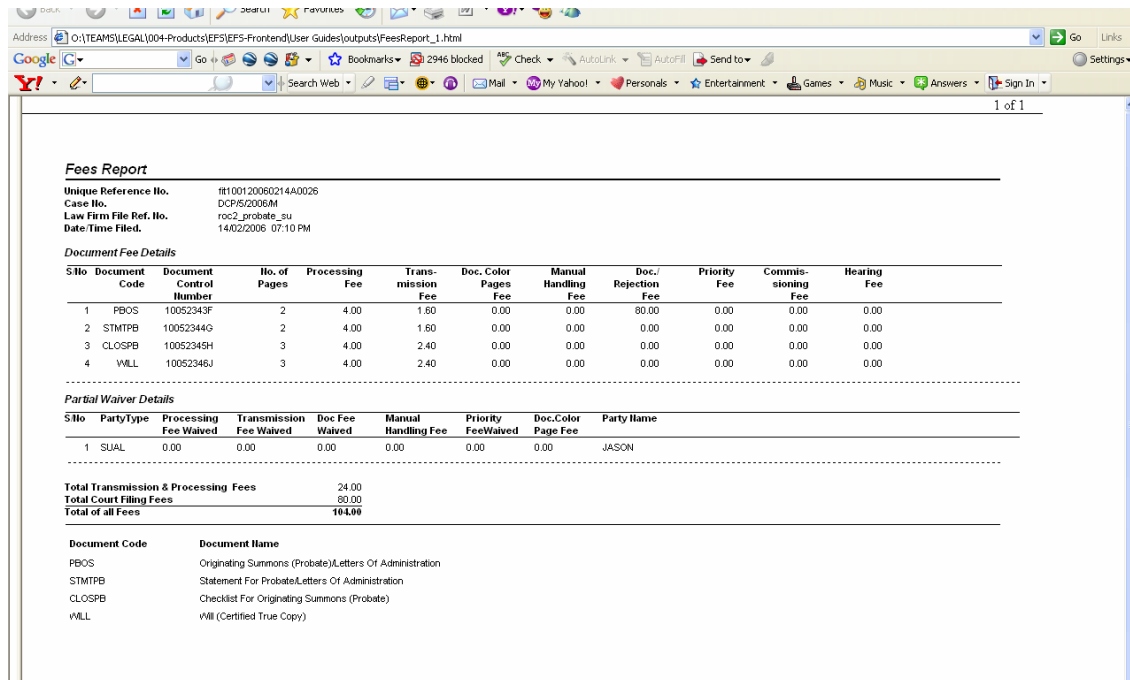 Back Search Favorites
Address O:\TEAMS\LEGAL\004-Products\EFS\EFS-Frontend\User Guides\outputs\FeesReport_1.html Go Links
Google G Go Bookmarks 2946 blocked Check AutoLink AutoFill Send to Settings
Y! Search Web Mail My Yahoo! Personals Entertainment Games Music Answers Sign In
1 of 1
Fees Report
Unique Reference No. fit100120060214A0026
Case No. DCP/5/2006/M
Law Firm File Ref. No. roc2_probate_su
Date/Time Filed. 14/02/2006 07:10 PM
Document Fee Details
S/No Document Document No. of Processing Trans- Doc. Color Manual Doc./ Priority Commis- Hearing
Code Control Pages Fee mission Pages Handling Rejection Fee sioning Fee
Number Fee Fee Fee Fee Fee
1 PBOS 10052343F 2 4.00 1.60 0.00 0.00 80.00 0.00 0.00 0.00
2 STMTPB 10052344G 2 4.00 1.60 0.00 0.00 0.00 0.00 0.00 0.00
3 CLOSPB 10052345H 3 4.00 2.40 0.00 0.00 0.00 0.00 0.00 0.00
4 WILL 10052346J 3 4.00 2.40 0.00 0.00 0.00 0.00 0.00 0.00
Partial Waiver Details
S/No PartyType Processing Transmission Doc Fee Manual Priority Doc.Color Party Name
Fee Waived Fee Waived Waived Handling Fee FeeWaived Page Fee
1 SUAL 0.00 0.00 0.00 0.00 0.00 0.00 JASON
Total Transmission & Processing Fees 24.00
Total Court Filing Fees 80.00
Total of all Fees 104.00
Document Code Document Name
PBOS Originating Summons (Probate)/Letters Of Administration
STMTPB Statement For Probate/Letters Of Administration
CLOSPB Checklist For Originating Summons (Probate)
WILL Will (Certified True Copy)